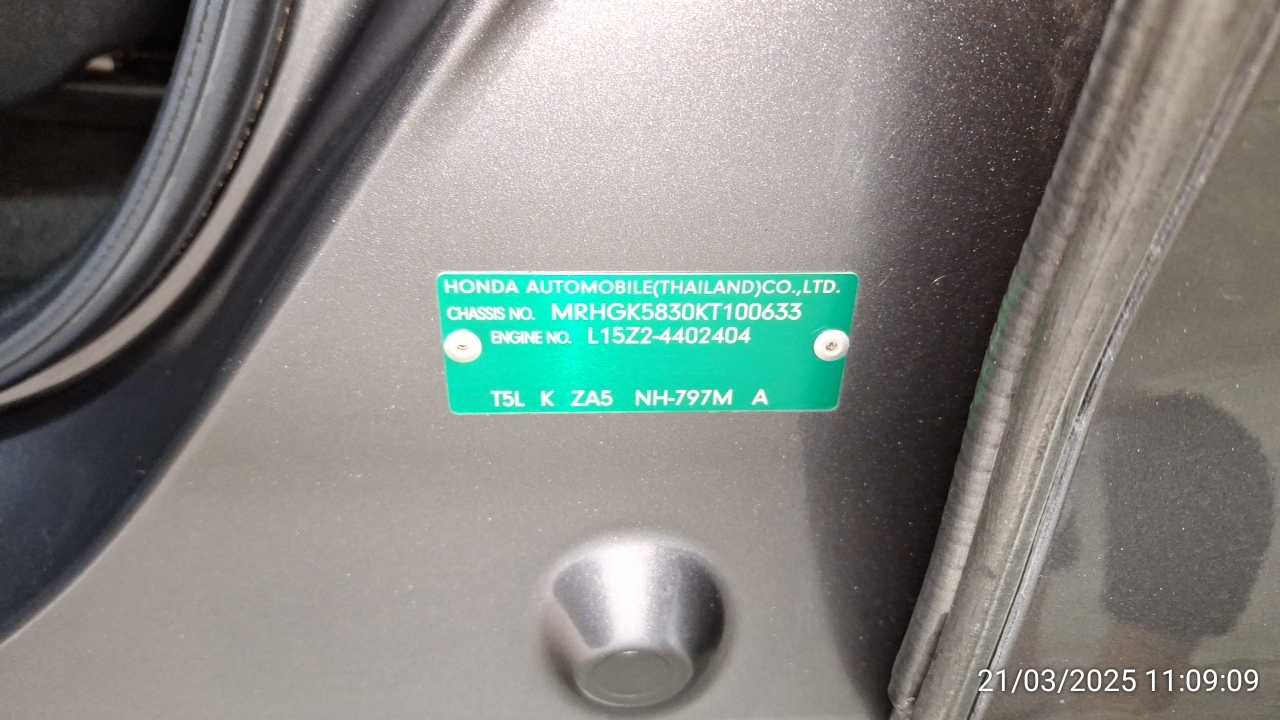 HONDA AUTOMOBILE(THAILAND)CO.,LTD.
CHASSIS NO. MRHGK5830KT100633
ENGINE NO. L15Z2-4402404
T5L K ZA5 NH-797M A
21/03/2025 11:09:09